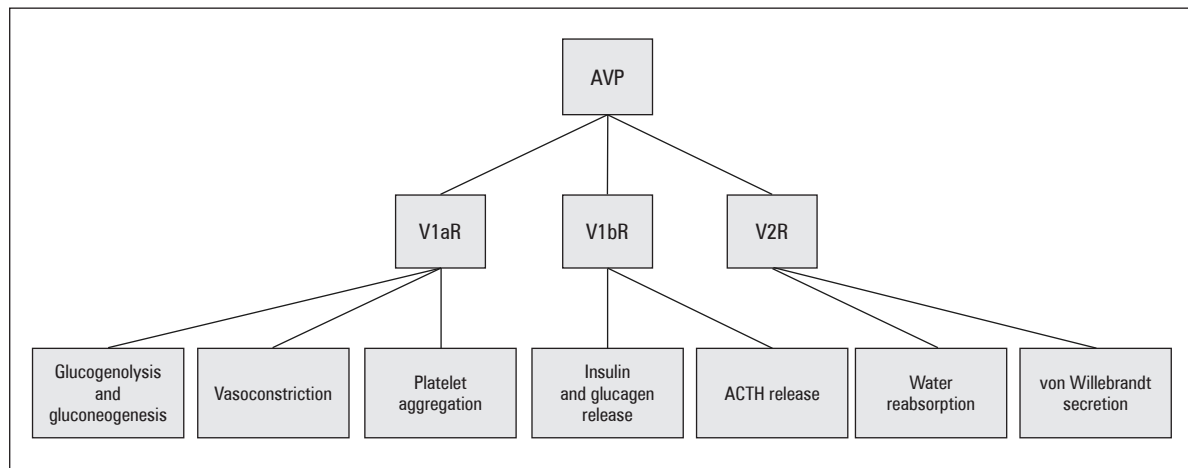 AVP
V1aR
V1bR
V2R
Glucogenolysis
and
gluconeogenesis
Vasoconstriction
Platelet
aggregation
Insulin
and glucagen
release
ACTH release
Water
reabsorption
von Willebrandt
secretion